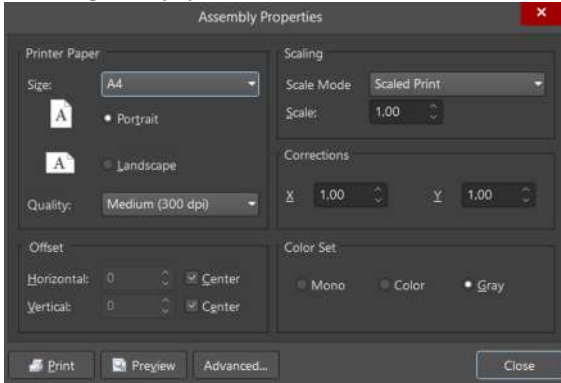 Assembly Properties
Printer Paper
Size: A4
A Portrait
A Landscape
Quality: Medium (300 dpi)
Scaling
Scale Mode Scaled Print
Scale: 1.00
Corrections
X 1.00 Y 1.00
Offset
Horizontal: 0 Center
Vertical: 0 Center
Color Set
Mono Color Gray
Print Preview Advanced... Close